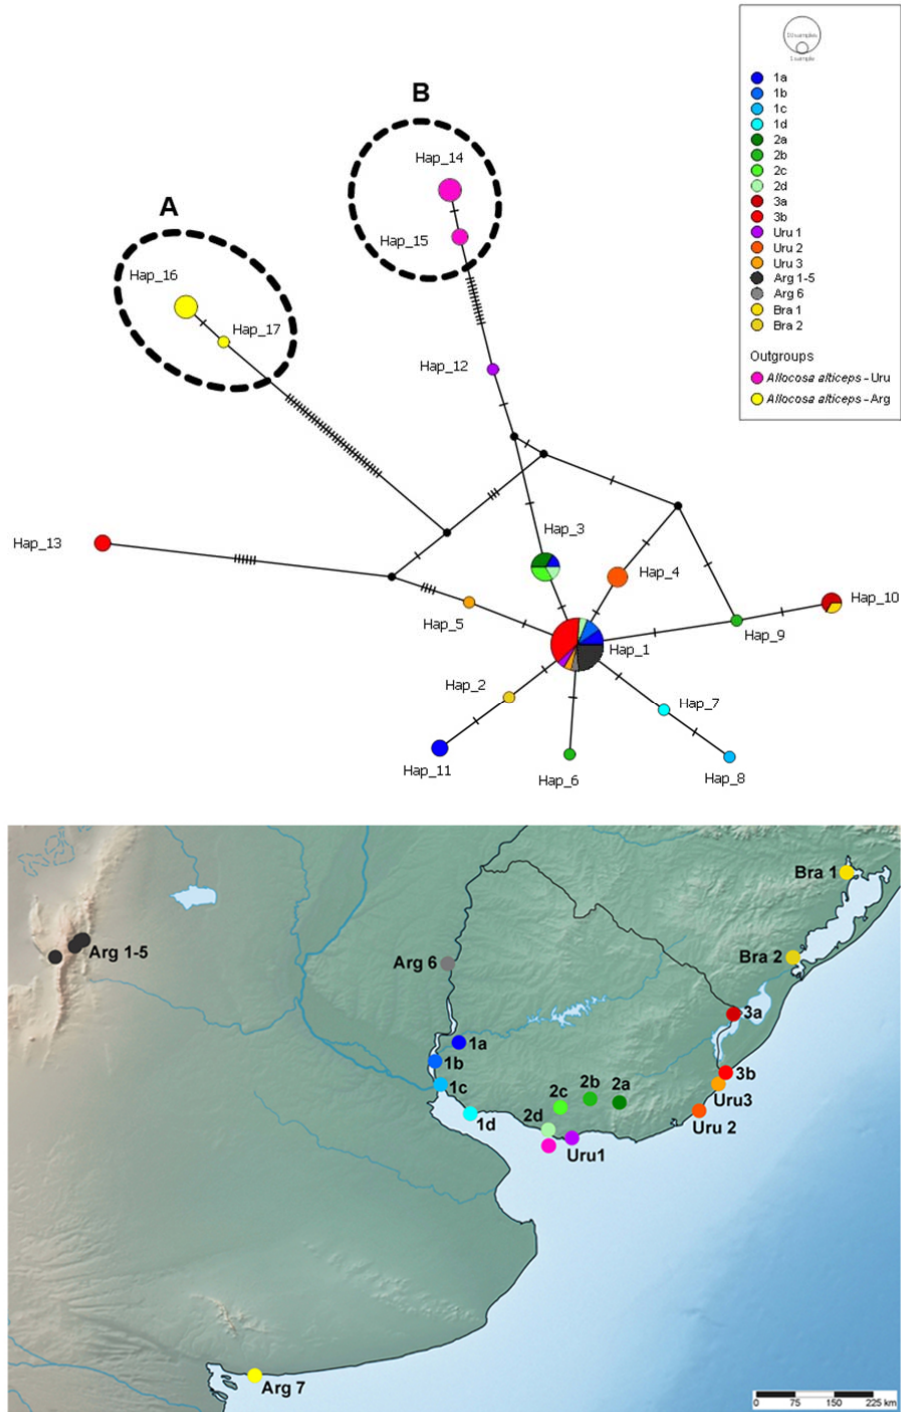 10 samples
1 sample
1a
1b
1c
1d
2a
2b
2c
2d
3a
3b
Uru 1
Uru 2
Uru 3
Arg 1-5
Arg 6
Bra 1
Bra 2
Outgroups
Allocosa alticeps - Uru
Allocosa alticeps - Arg
B
Hap_14
Hap_15
A
Hap_16
Hap_17
Hap_12
Hap_13
Hap_3
Hap_4
Hap_10
Hap_5
Hap_9
Hap_1
Hap_2
Hap_7
Hap_11
Hap_6
Hap_8
Bra 1
Arg 1-5
Arg 6
Bra 2
3a
1a
1b
3b
1c
2b
2a
Uru3
2c
1d
2d
Uru 2
Uru1
Arg 7
0 75 150 225 km